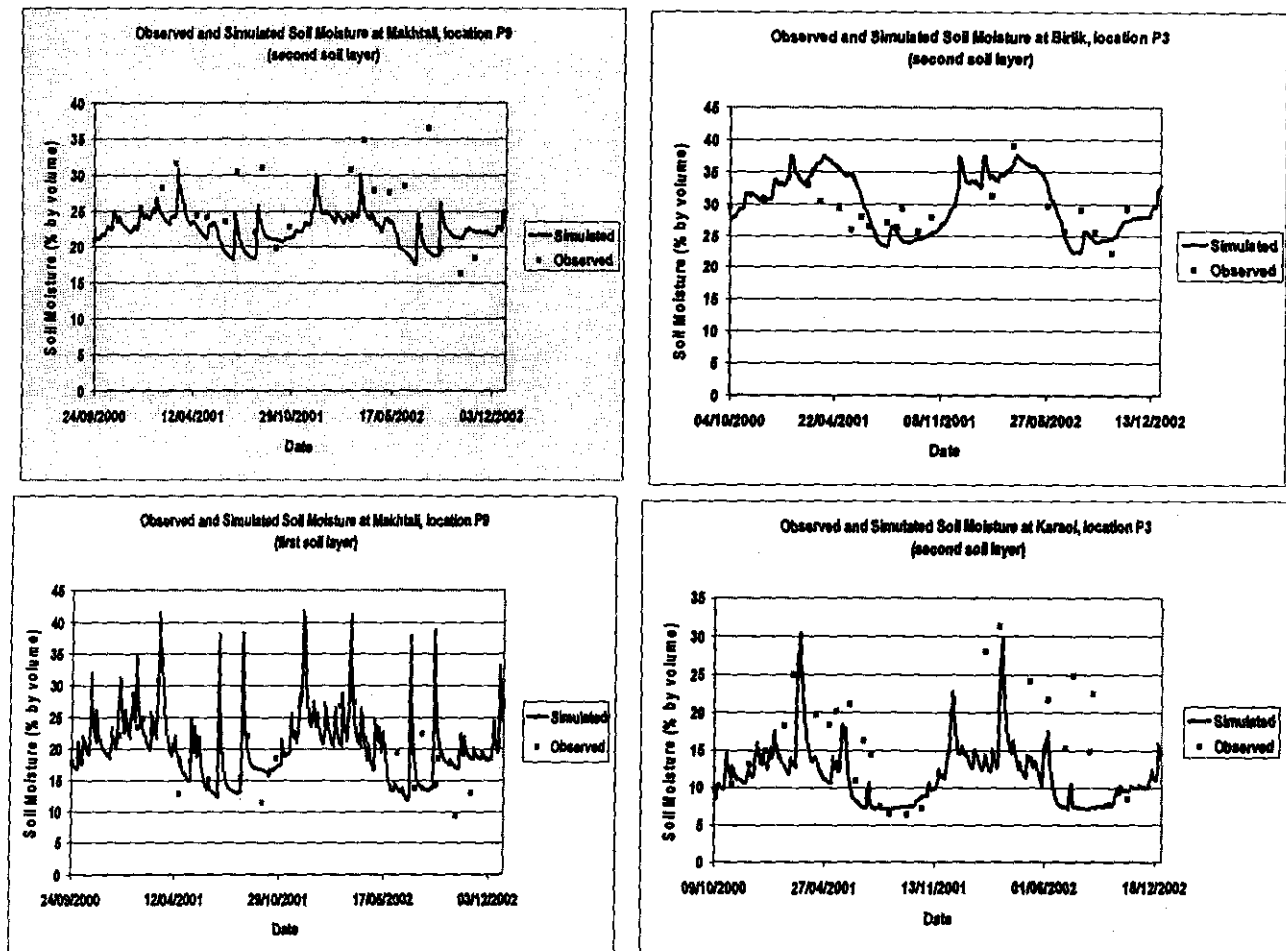 Observed and Simulated Soil Moisture at Makhtali, location P9
(second soil layer)
Soil Moisture (% by volume)
40
35
30
25
20
15
10
5
0
24/09/2000 12/04/2001 29/10/2001 17/05/2002 03/12/2002
Date
Simulated
Observed
Observed and Simulated Soil Moisture at Birlik, location P3
(second soil layer)
Soil Moisture (% by volume)
45
40
35
30
25
20
15
10
5
0
04/10/2000 22/04/2001 08/11/2001 27/05/2002 13/12/2002
Date
Simulated
Observed
Observed and Simulated Soil Moisture at Makhtali, location P9
(first soil layer)
Soil Moisture (% by volume)
45
40
35
30
25
20
15
10
5
0
24/09/2000 12/04/2001 29/10/2001 17/05/2002 03/12/2002
Date
Simulated
Observed
Observed and Simulated Soil Moisture at Karaoi, location P3
(second soil layer)
Soil Moisture (% by volume)
35
30
25
20
15
10
5
0
09/10/2000 27/04/2001 13/11/2001 01/06/2002 18/12/2002
Date
Simulated
Observed